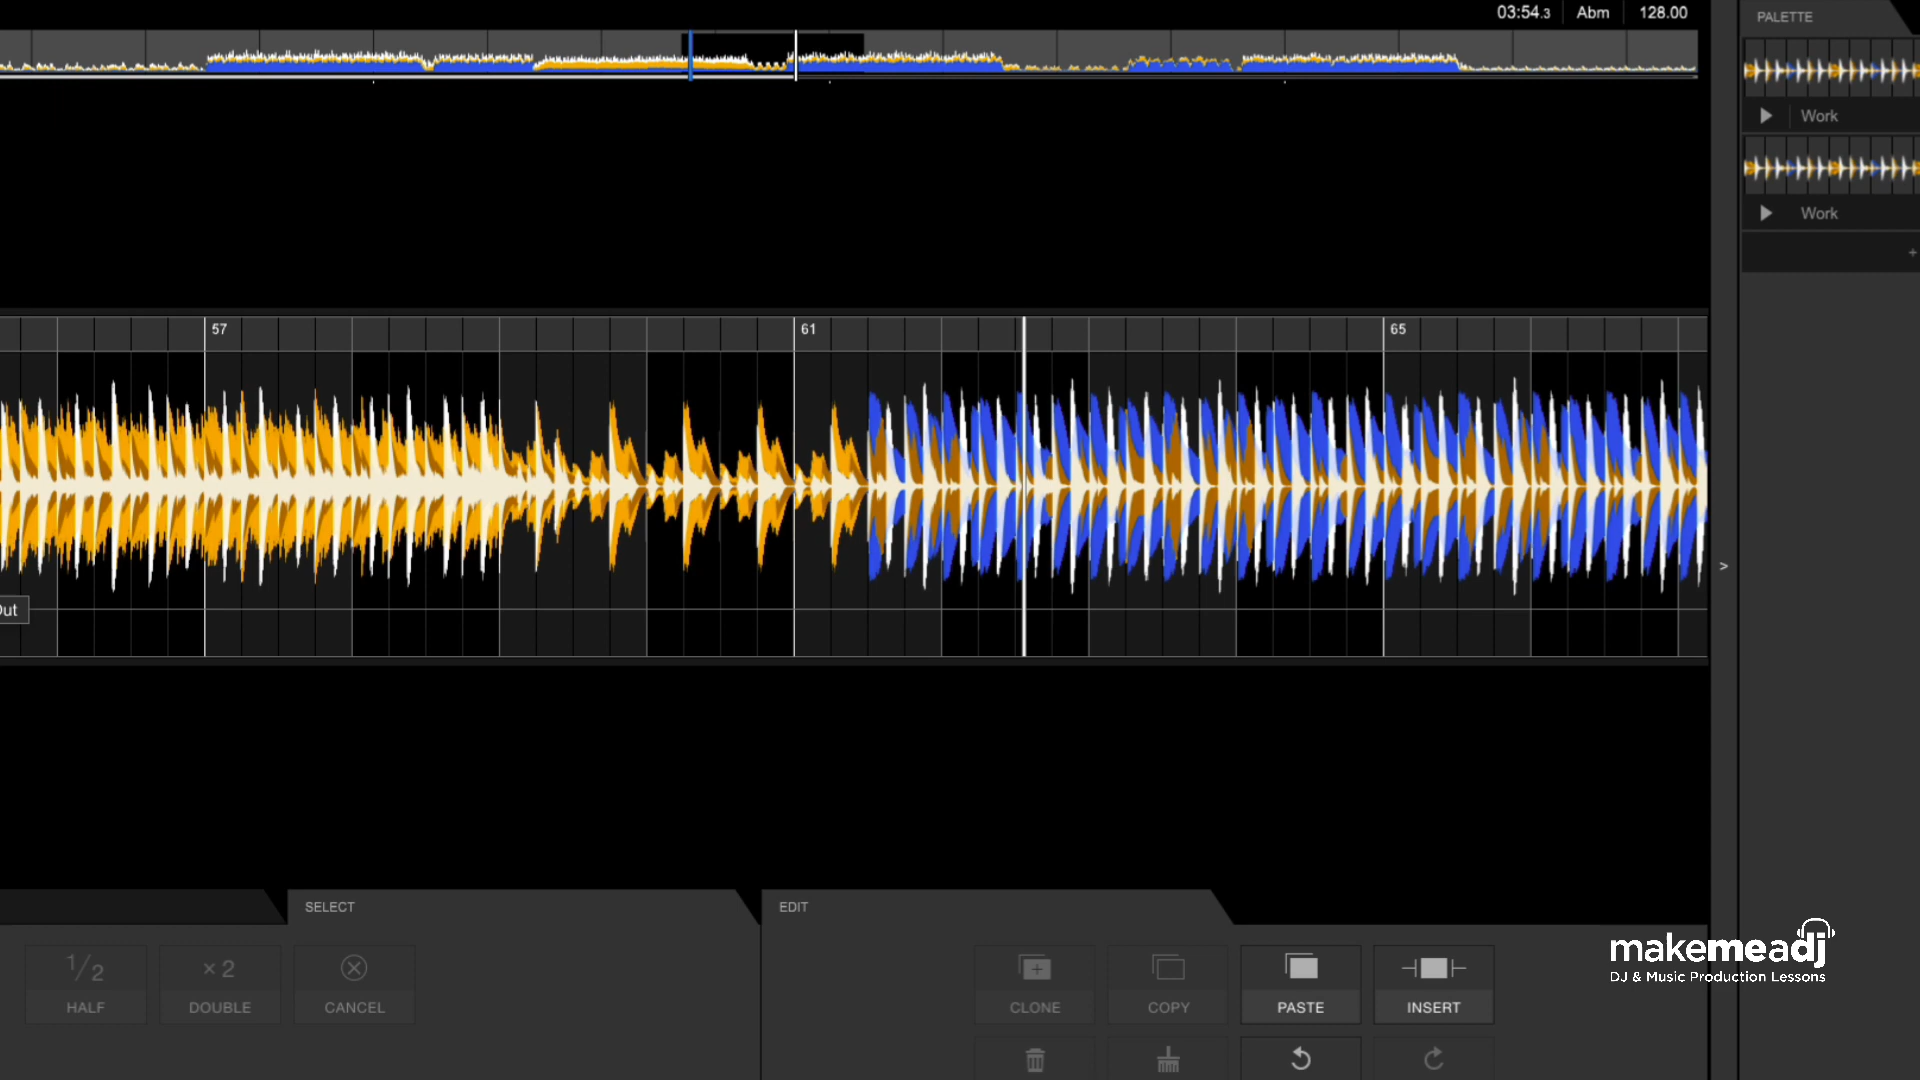 03:54.3 Abm 128.00
PALETTE
Work
Work
+
57 61 65
Out
>
SELECT
EDIT
1/2
× 2
HALF DOUBLE CANCEL
CLONE COPY PASTE INSERT
makemeadj
DJ & Music Production Lessons